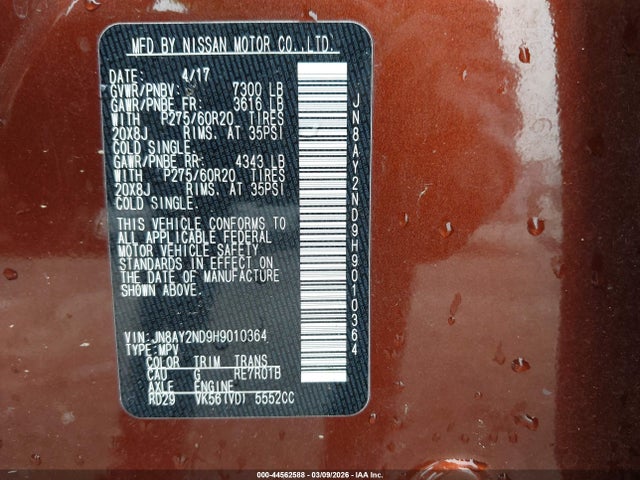 MFD BY NISSAN MOTOR CO.,LTD.
DATE: 4/17
GVWR/PNBV: 7300 LB
GAWR/PNBE FR: 3616 LB
WITH P275/60R20 TIRES
20X8J RIMS. AT 35PSI
COLD SINGLE.
GAWR/PNBE RR: 4343 LB
WITH P275/60R20 TIRES
20X8J RIMS. AT 35PSI
COLD SINGLE.
THIS VEHICLE CONFORMS TO
ALL APPLICABLE FEDERAL
MOTOR VEHICLE SAFETY
STANDARDS IN EFFECT ON
THE DATE OF MANUFACTURE
SHOWN ABOVE.
VIN:JN8AY2ND9H9010364
TYPE:MPV
COLOR TRIM TRANS
CAO G RE7R01B
AXLE ENGINE
RD29 VK56(VD) 5552CC
JN8AY2ND9H9010364
000-44562588 - 03/09/2026 - IAA Inc.